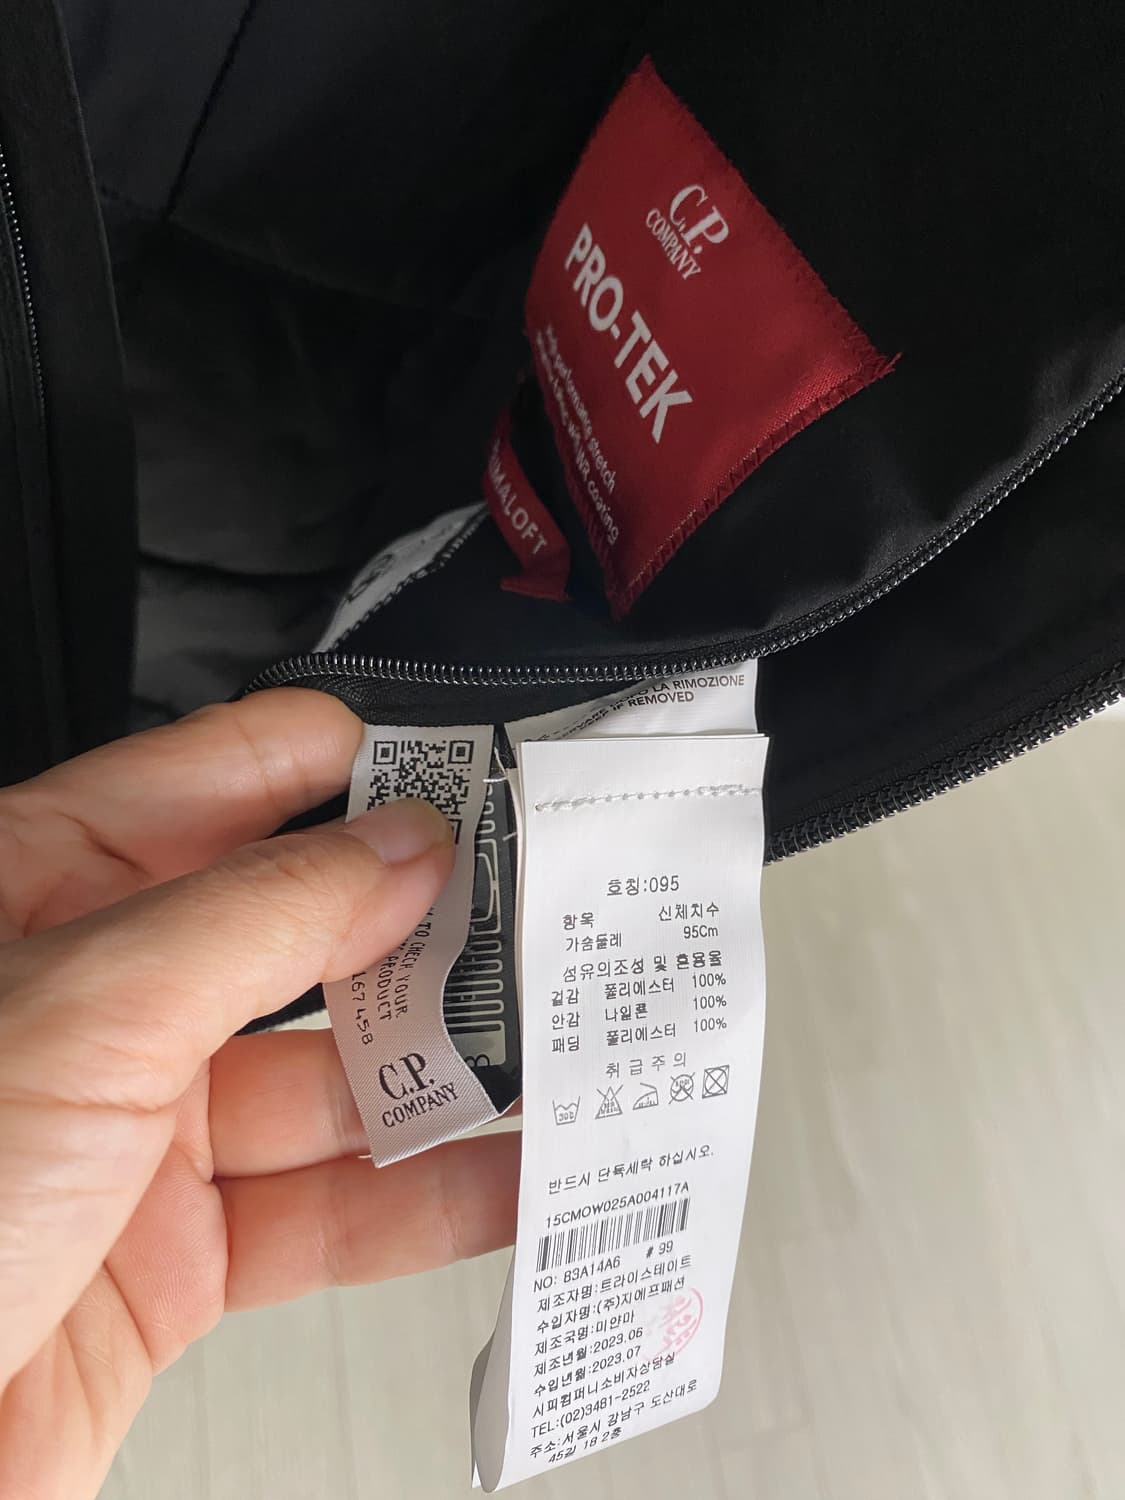 C.P.
COMPANY
PRO-TEK
stretch
coating
LA RIMOZIONE
IF REMOVED
TO CHECK YOUR
PRODUCT
167 458
C.P.
COMPANY
호칭:095
항목 신체치수
가슴둘레 95Cm
섬유의조성 및 혼용율
겉감 폴리에스터 100%
안감 나일론 100%
패딩 폴리에스터 100%
취급주의
반드시 단독세탁 하십시오.
15CMOW025A004117A
NO: B3A14A6 # 99
제조자명:트라이스테이트
수입자명:(주)지에프패션
제조국명:미얀마
제조년월:2023.06
수입년월:2023.07
시피컴퍼니소비자상담실
TEL:(02)3481-2522
주소:서울시 강남구 도산대로
45길 18 2층